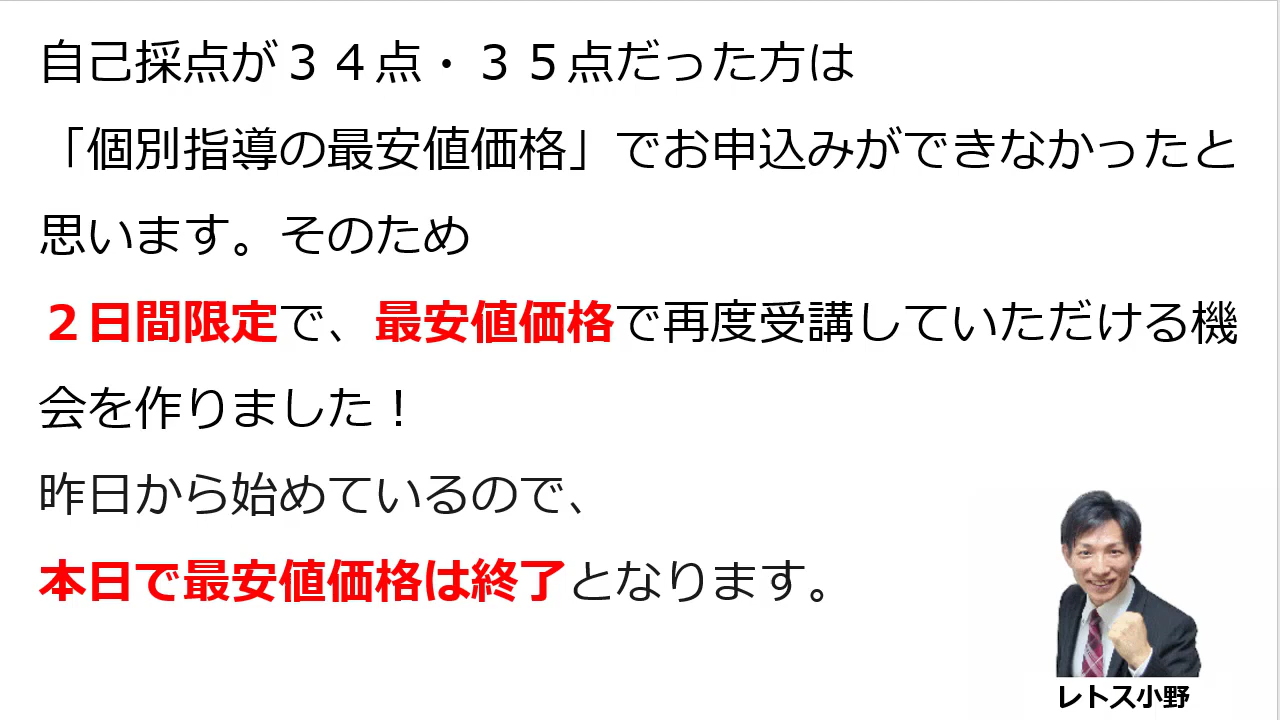 自己採点が３４点・３５点だった方は
「個別指導の最安値価格」でお申込みができなかったと
思います。そのため
２日間限定で、最安値価格で再度受講していただける機
会を作りました！
昨日から始めているので、
本日で最安値価格は終了となります。
レトス小野